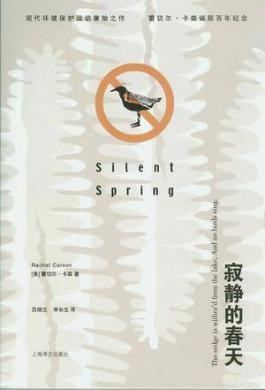 现代环境保护运动肇始之作 蕾切尔·卡森诞辰百年纪念
Silent
Spring
Rachel Carson
[美] 蕾切尔·卡森 著
吕瑞兰 李长生 译
上海译文出版社
寂静的春天
The sedge is wither'd from the lake, And no birds sing.